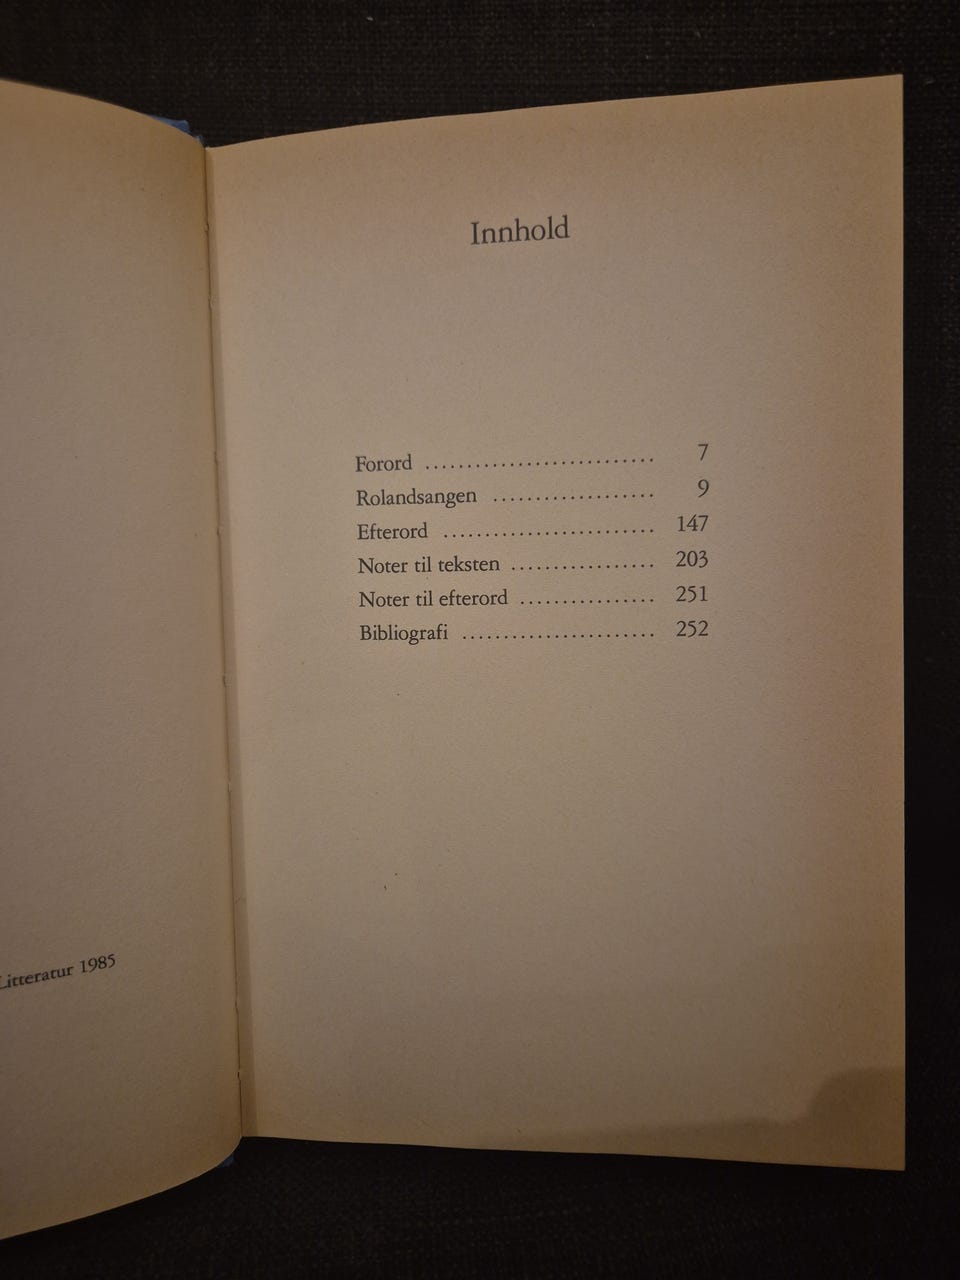 Litteratur 1985
Innhold
Forord ............................ 7
Rolandsangen .................... 9
Efterord .......................... 147
Noter til teksten ................. 203
Noter til efterord ................ 251
Bibliografi ....................... 252